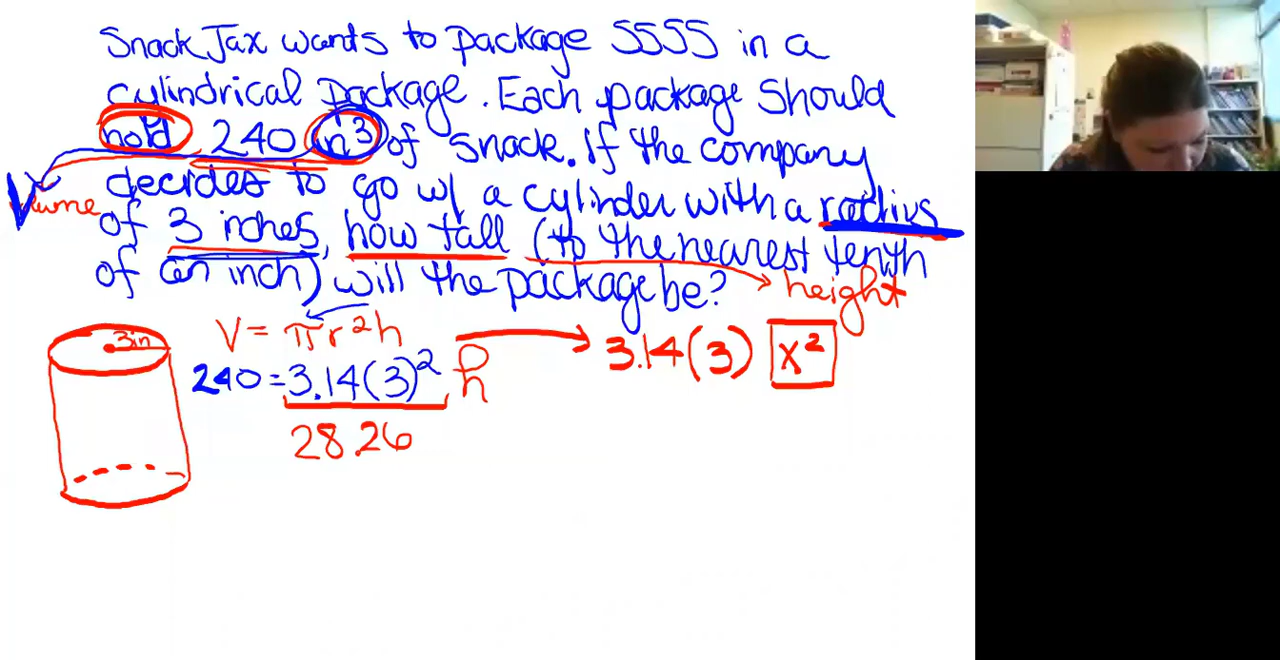 Snack Jax wants to package SSSS in a
cylindrical package. Each package should
hold 240 in3 of snack. If the company
decides to go w/ a cylinder with a radius
Volume
of 3 inches, how tall (to the nearest tenth
of an inch) will the package be? height
3in
V = πr²h
240 = 3.14(3)² h
3.14(3) x²
28.26